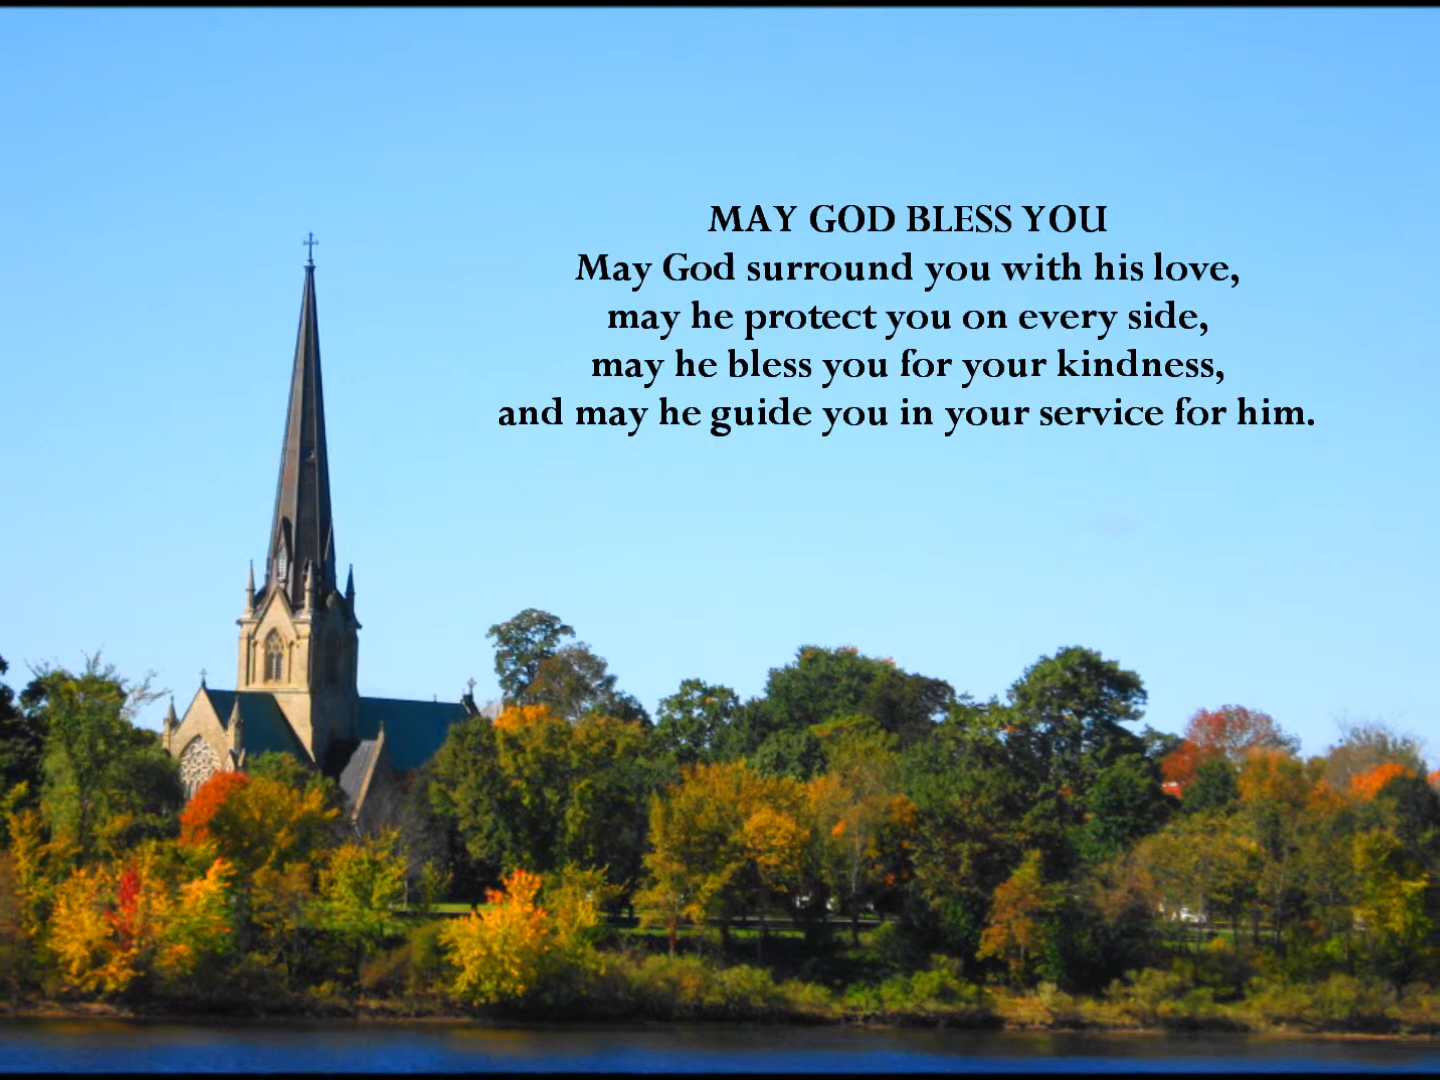 MAY GOD BLESS YOU
May God surround you with his love,
may he protect you on every side,
may he bless you for your kindness,
and may he guide you in your service for him.